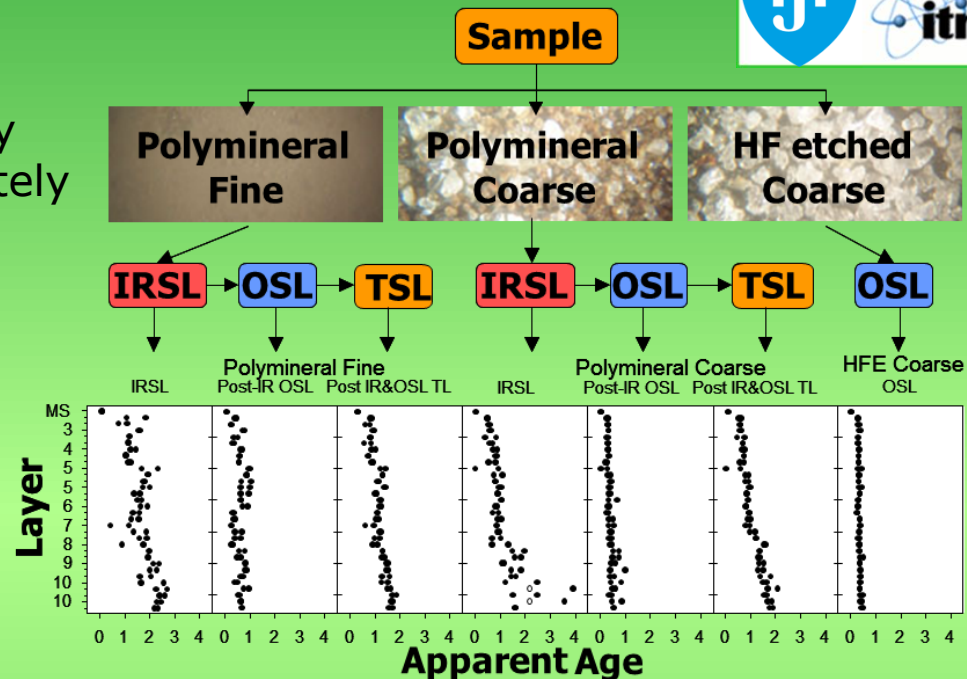 Sample
Polymineral
Fine
Polymineral
Coarse
HF etched
Coarse
IRSL
OSL
TSL
IRSL
OSL
TSL
OSL
Polymineral Fine
IRSL Post-IR OSL Post IR&OSL TL
Polymineral Coarse
IRSL Post-IR OSL Post IR&OSL TL
HFE Coarse
OSL
Layer
MS
3
4
5
5
6
7
8
9
10
10
0 1 2 3 4 0 1 2 3 4 0 1 2 3 4 0 1 2 3 4 0 1 2 3 4 0 1 2 3 4 0 1 2 3 4
Apparent Age